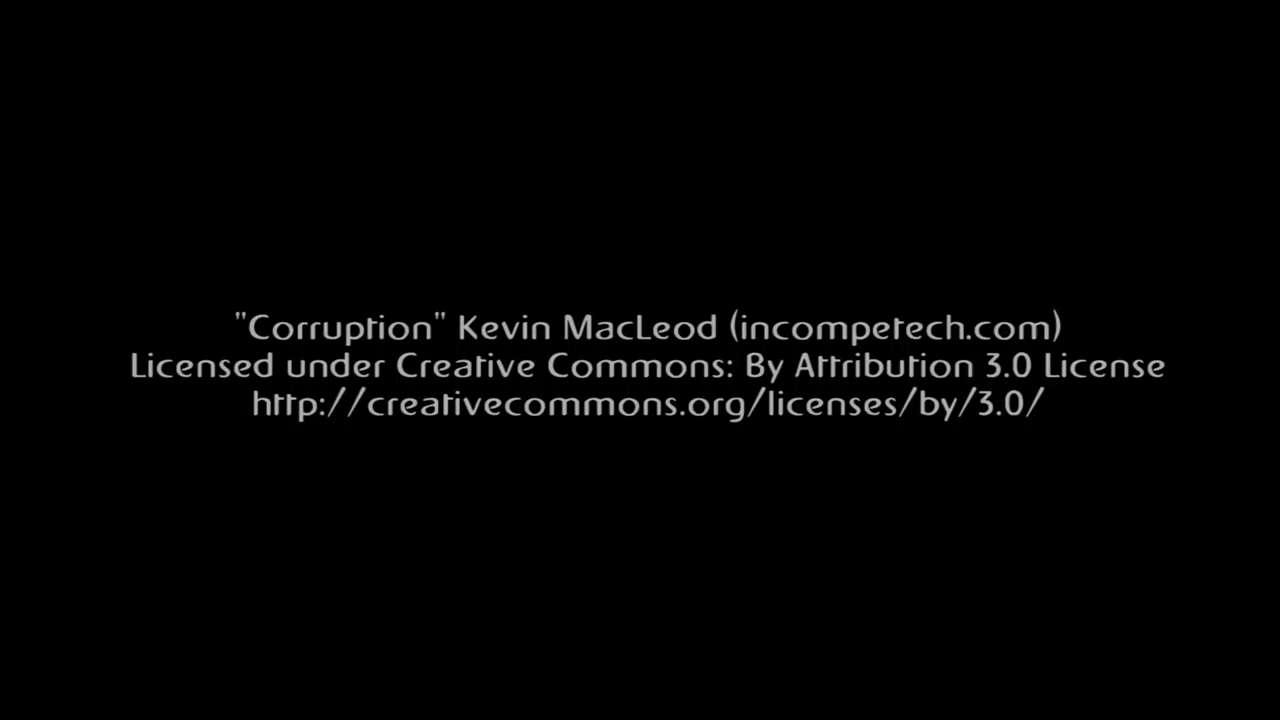 "Corruption" Kevin MacLeod (incompetech.com)
Licensed under Creative Commons: By Attribution 3.0 License
http://creativecommons.org/licenses/by/3.0/